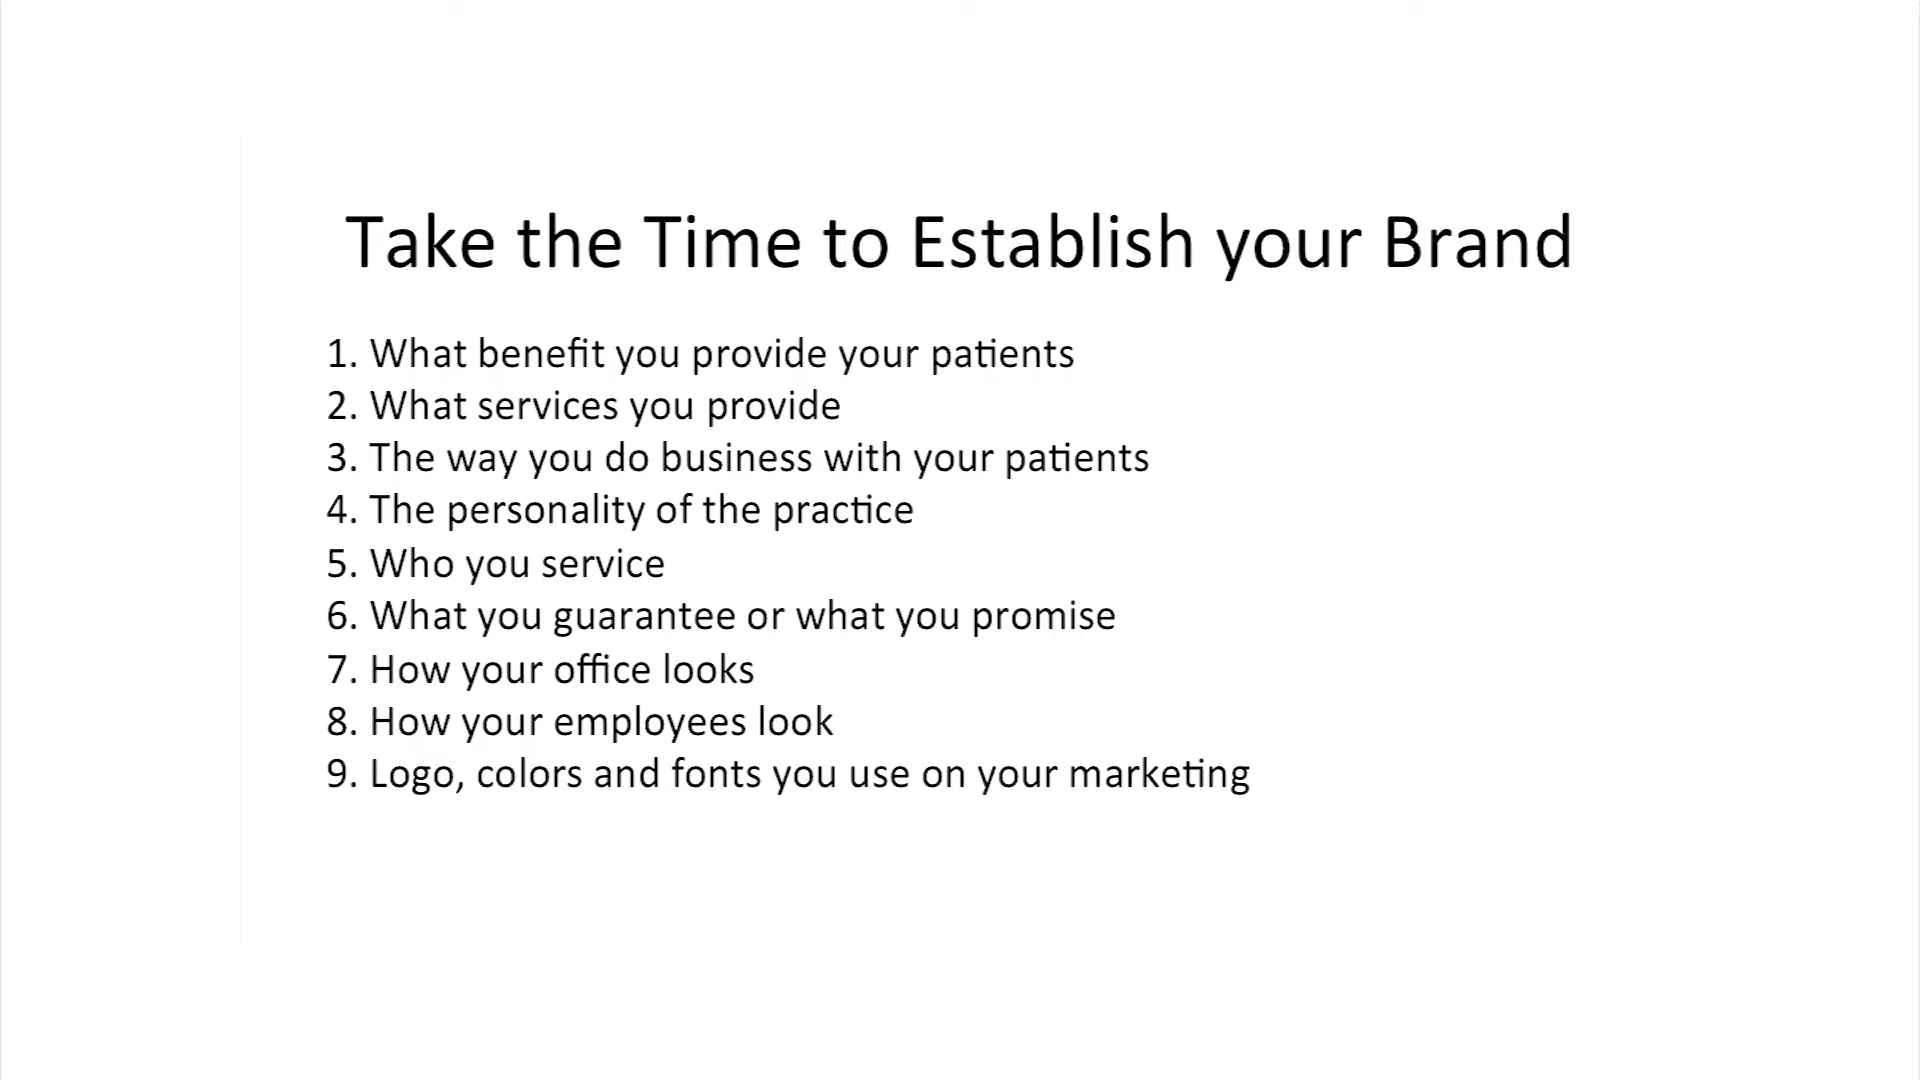 Take the Time to Establish your Brand
1. What benefit you provide your patients
2. What services you provide
3. The way you do business with your patients
4. The personality of the practice
5. Who you service
6. What you guarantee or what you promise
7. How your office looks
8. How your employees look
9. Logo, colors and fonts you use on your marketing